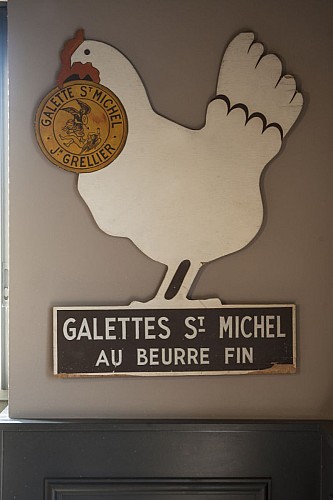 GALETTE ST MICHEL
Jh GRELLIER
GALETTES ST MICHEL
AU BEURRE FIN